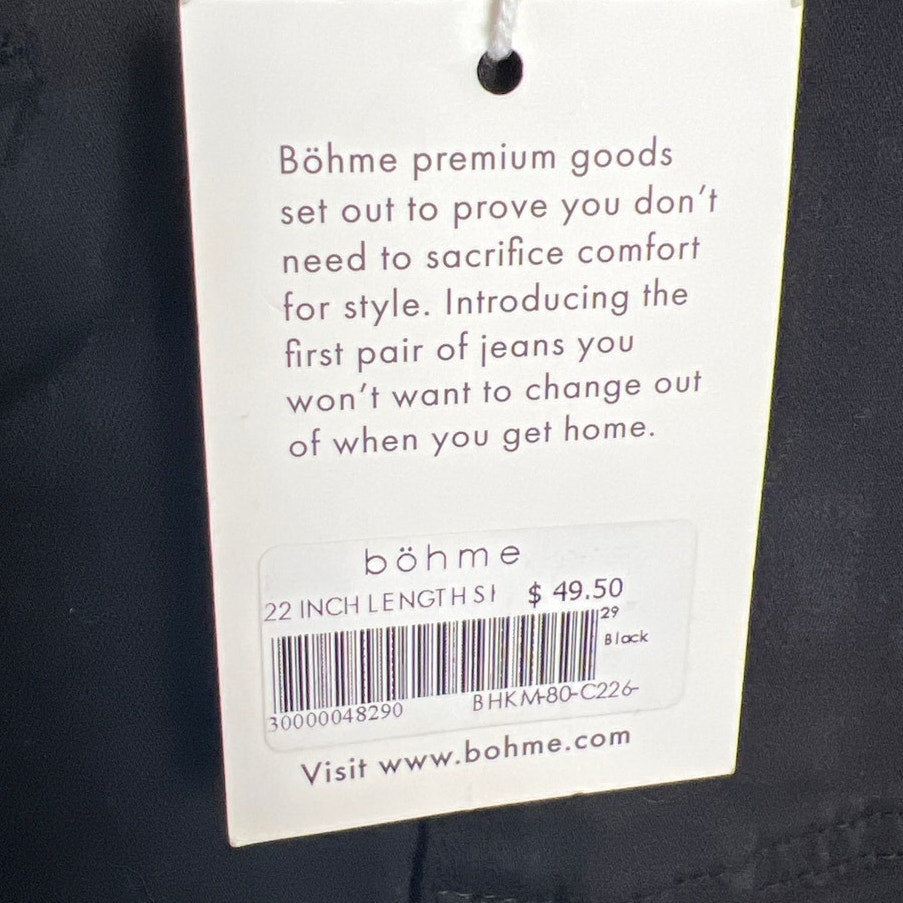 Böhme premium goods
set out to prove you don't
need to sacrifice comfort
for style. Introducing the
first pair of jeans you
won't want to change out
of when you get home.
böhme
22 INCH LENGTH S $ 49.50
29
Black
30000048290 BHKM-80-C226-
Visit www.bohme.com